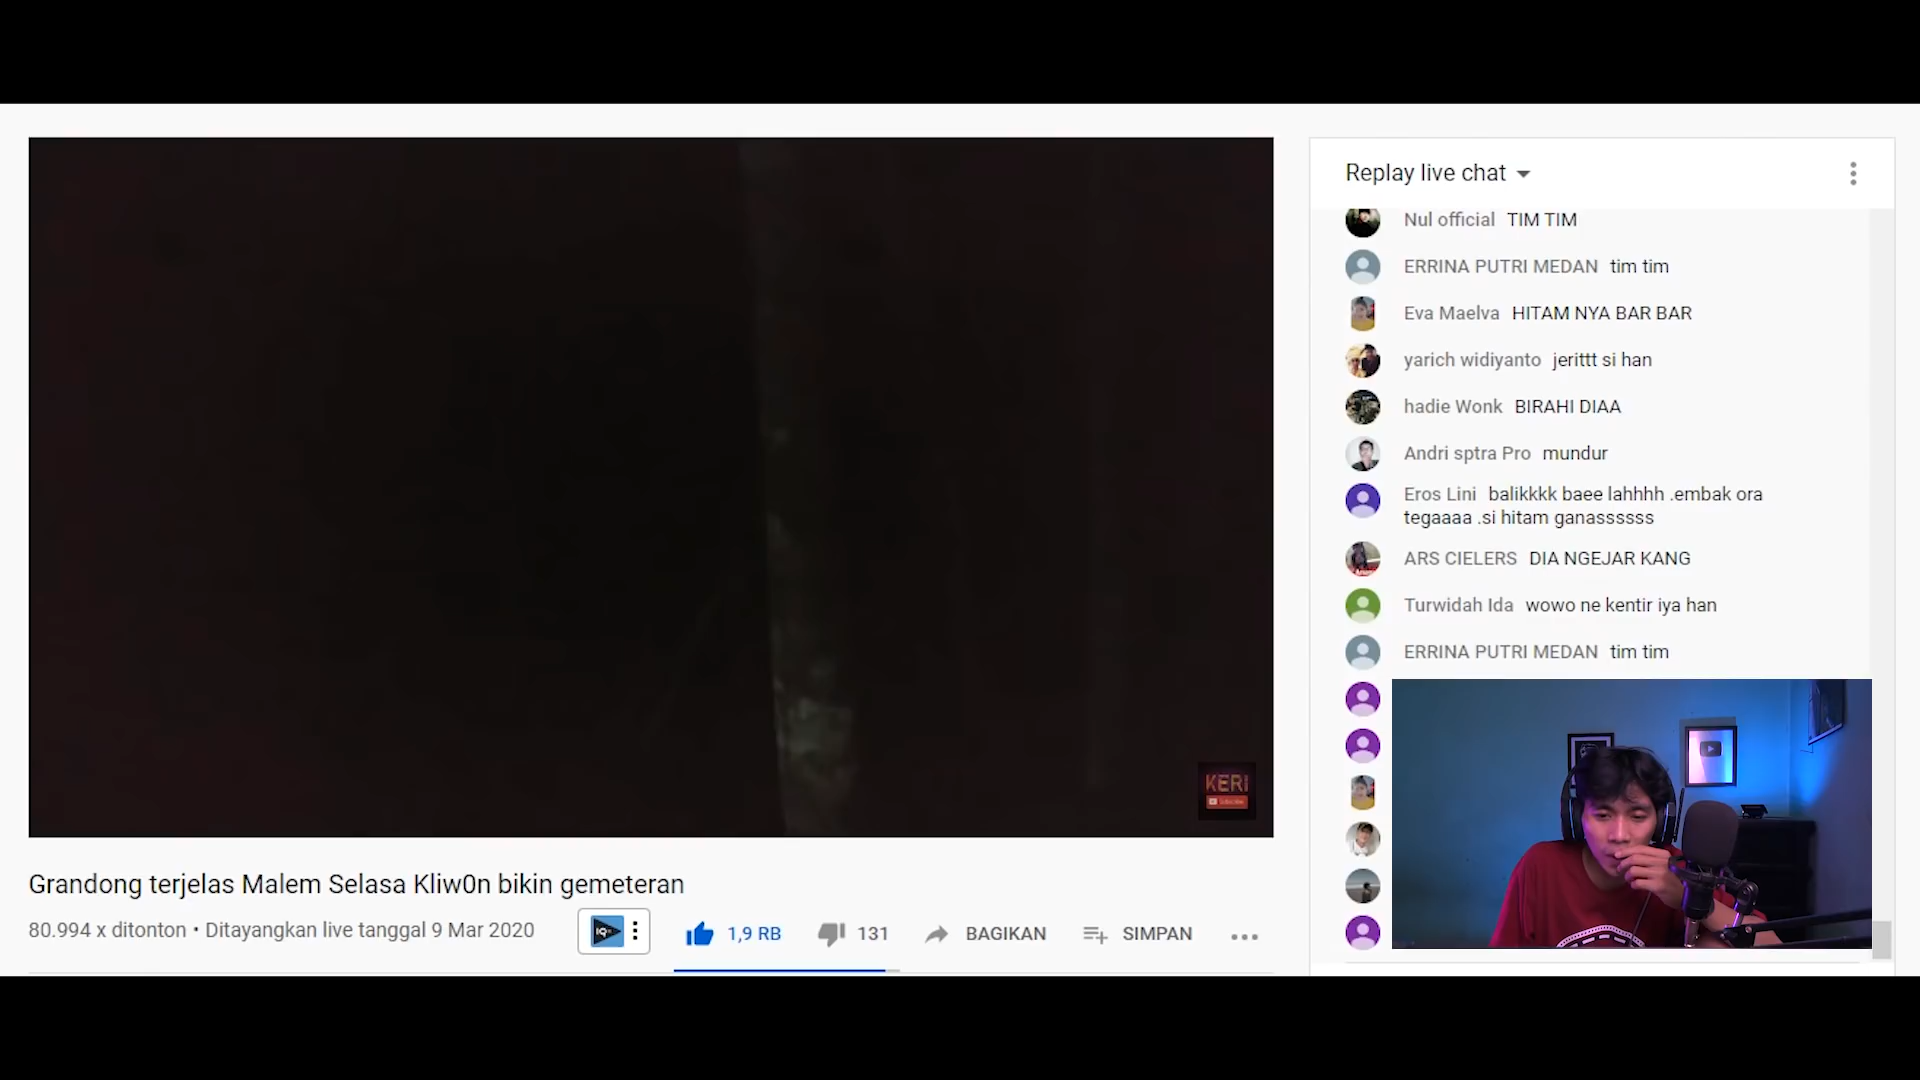 Replay live chat
Nul official TIM TIM
ERRINA PUTRI MEDAN tim tim
Eva Maelva HITAM NYA BAR BAR
yarich widiyanto jerittt si han
hadie Wonk BIRAHI DIAA
Andri sptra Pro mundur
Eros Lini balikkkk baee lahhhh .embak ora
tegaaaa .si hitam ganassssss
ARS CIELERS DIA NGEJAR KANG
Turwidah Ida wowo ne kentir iya han
ERRINA PUTRI MEDAN tim tim
KERI
Subscribe
Grandong terjelas Malem Selasa Kliw0n bikin gemeteran
80.994 x ditonton • Ditayangkan live tanggal 9 Mar 2020
IQ
1,9 RB
131
BAGIKAN
SIMPAN